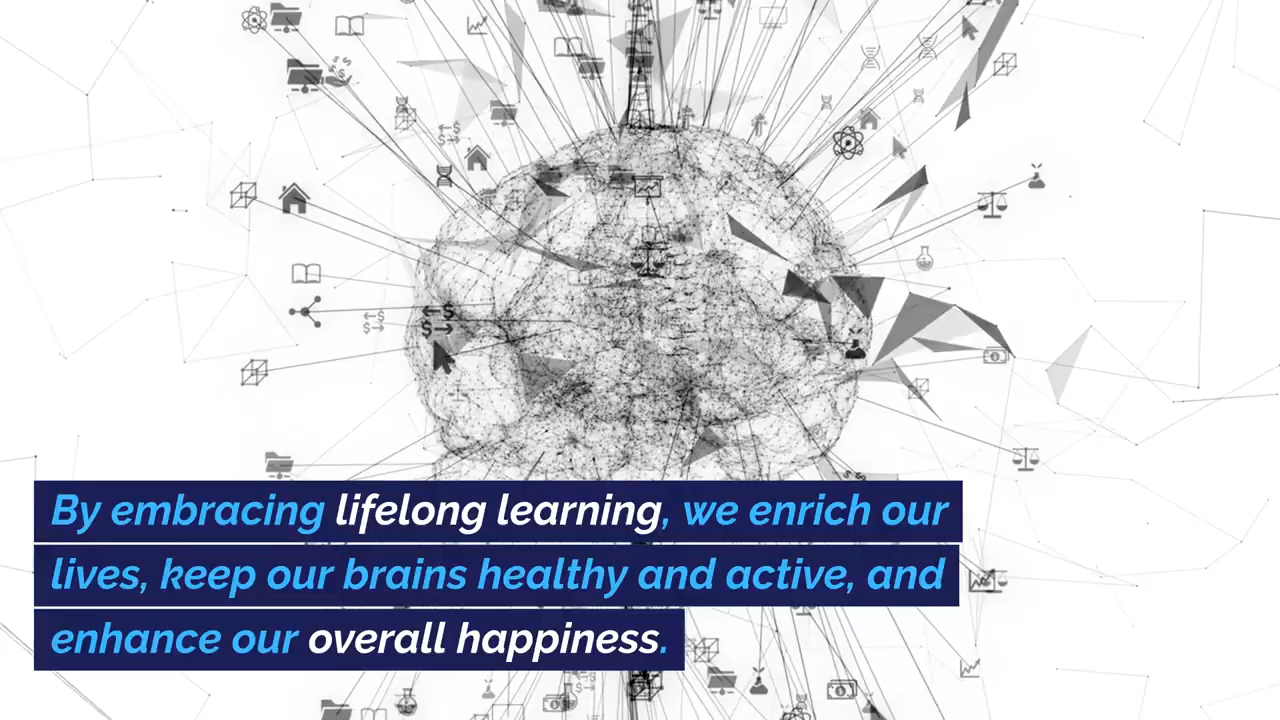 By embracing lifelong learning, we enrich our
lives, keep our brains healthy and active, and
enhance our overall happiness.